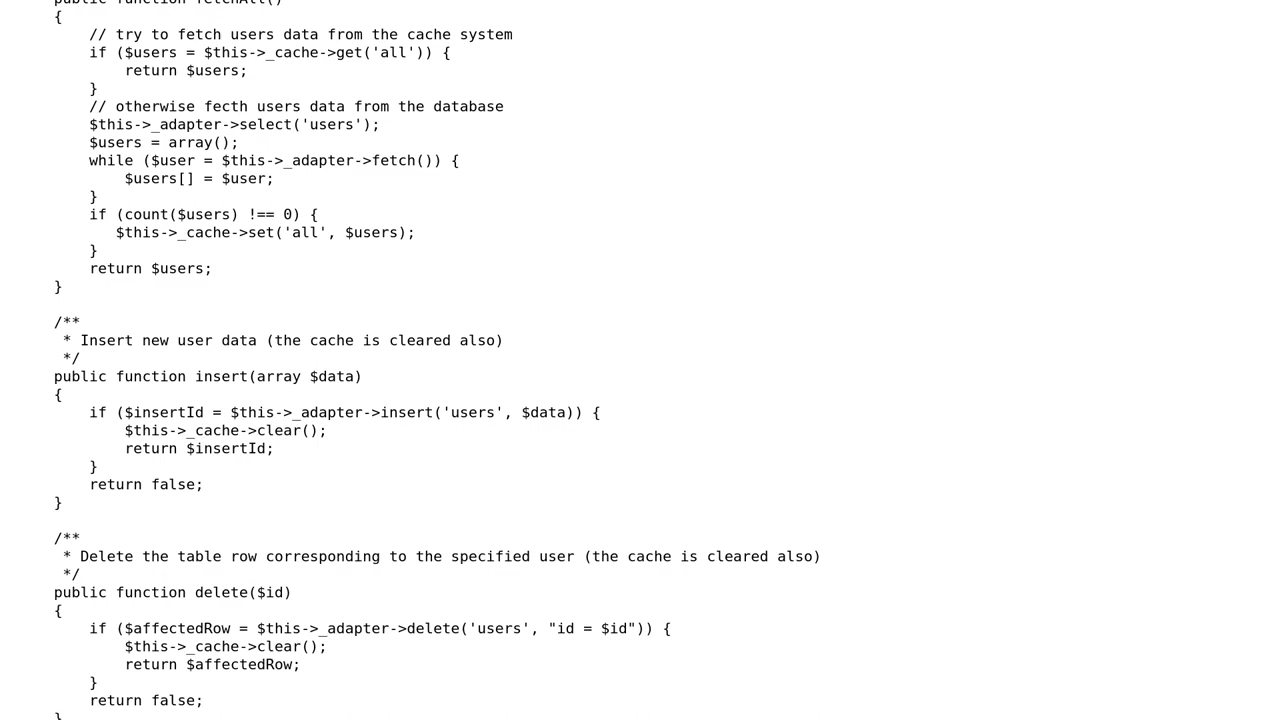 public function fetchAll()
{
    // try to fetch users data from the cache system
    if ($users = $this->_cache->get('all')) {
        return $users;
    }
    // otherwise fecth users data from the database
    $this->_adapter->select('users');
    $users = array();
    while ($user = $this->_adapter->fetch()) {
        $users[] = $user;
    }
    if (count($users) !== 0) {
       $this->_cache->set('all', $users);
    }
    return $users;
}

/**
 * Insert new user data (the cache is cleared also)
 */
public function insert(array $data)
{
    if ($insertId = $this->_adapter->insert('users', $data)) {
        $this->_cache->clear();
        return $insertId;
    }
    return false;
}

/**
 * Delete the table row corresponding to the specified user (the cache is cleared also)
 */
public function delete($id)
{
    if ($affectedRow = $this->_adapter->delete('users', "id = $id")) {
        $this->_cache->clear();
        return $affectedRow;
    }
    return false;
}